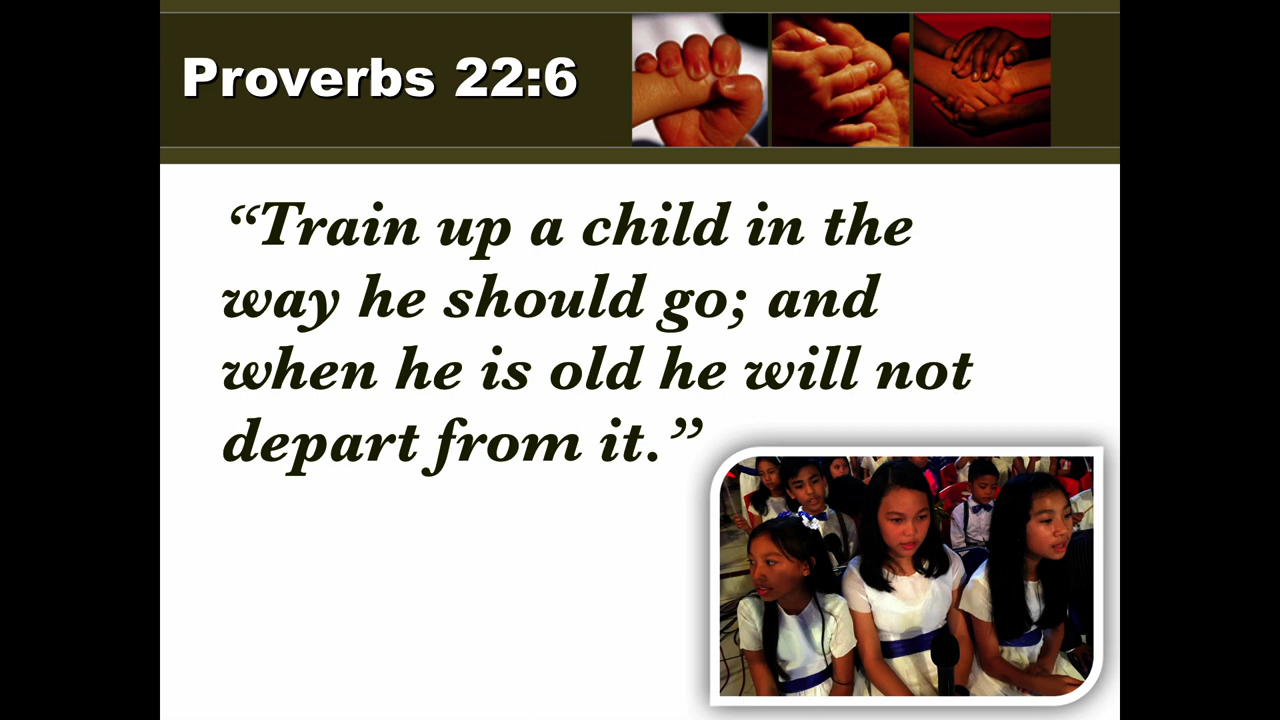 Proverbs 22:6
“Train up a child in the
way he should go; and
when he is old he will not
depart from it.”